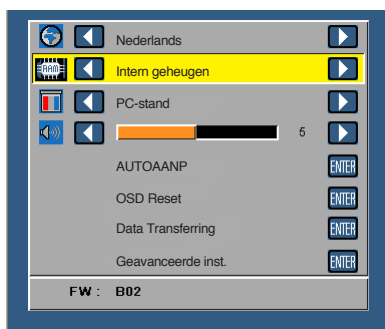 Nederlands
RAM Intern geheugen
PC-stand
5
AUTOAANP ENTER
OSD Reset ENTER
Data Transferring ENTER
Geavanceerde inst. ENTER
FW : B02